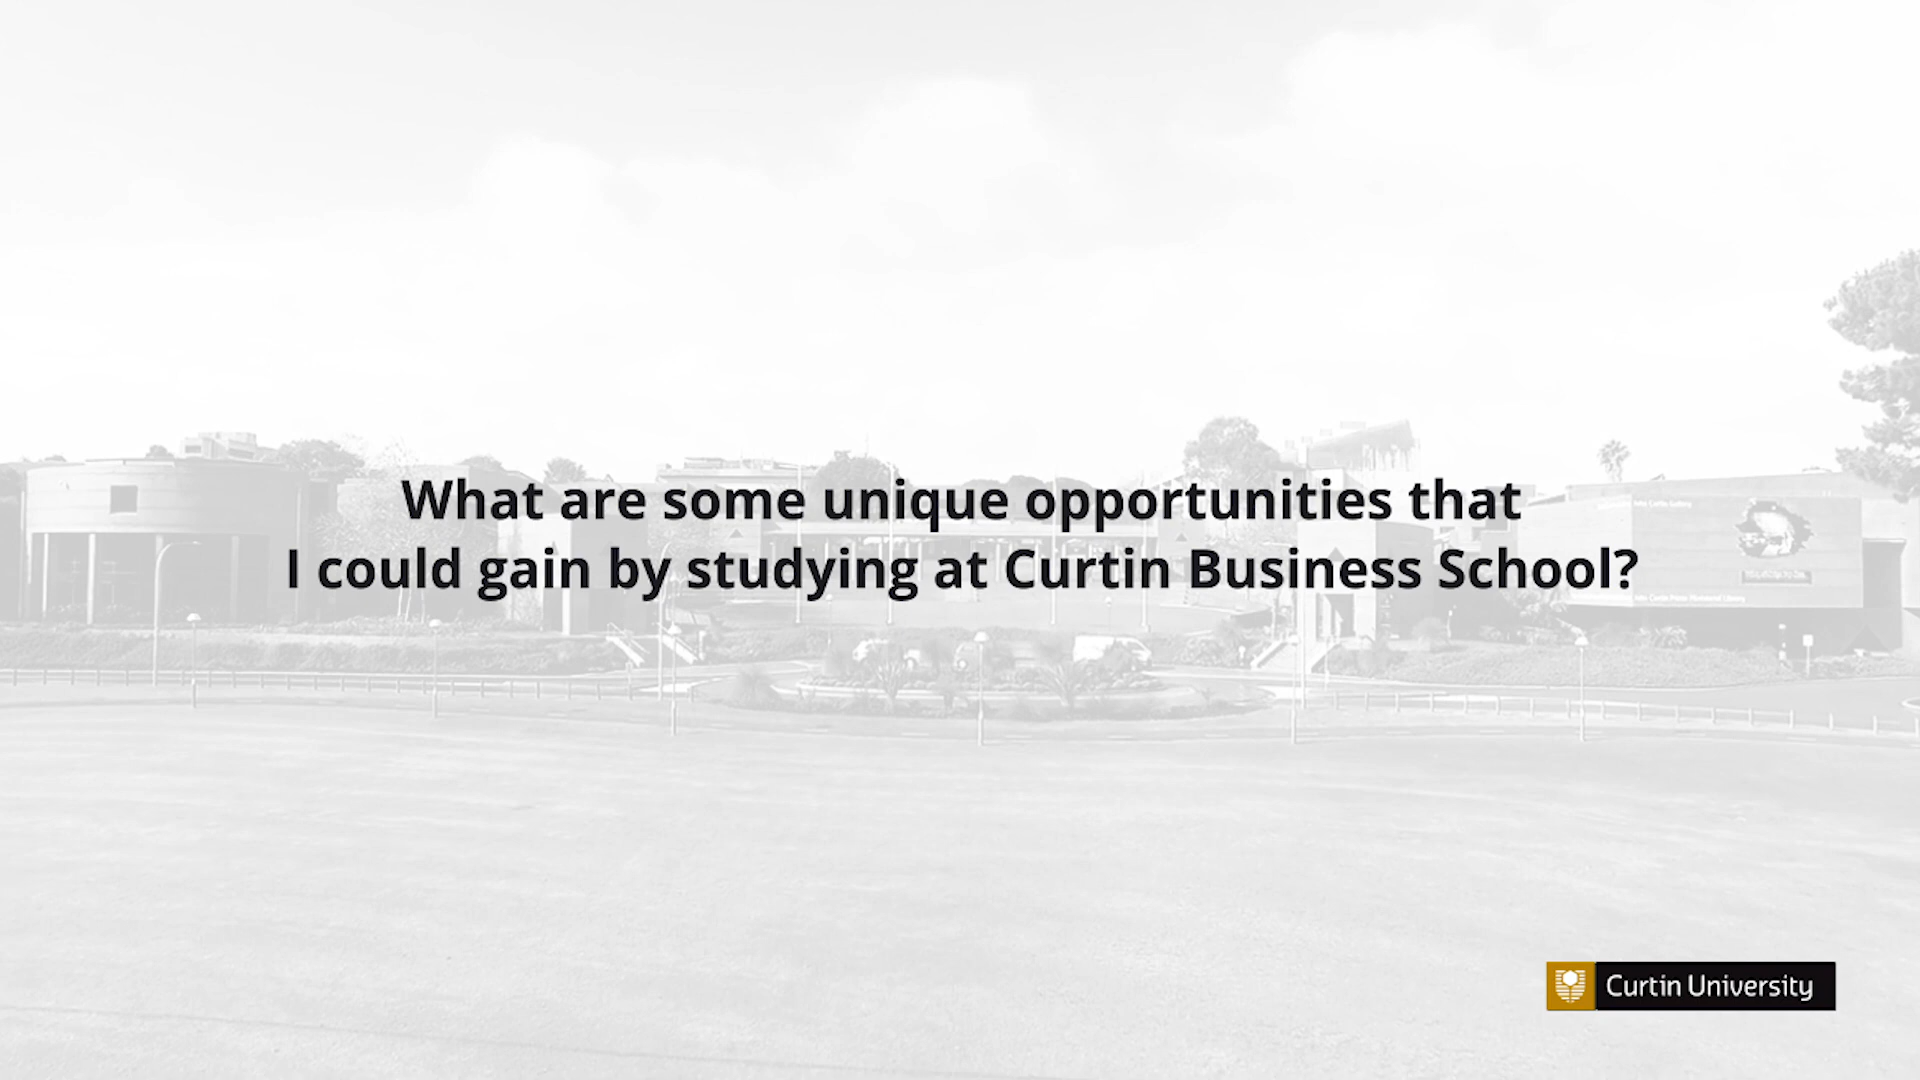 What are some unique opportunities that
I could gain by studying at Curtin Business School?
Curtin University